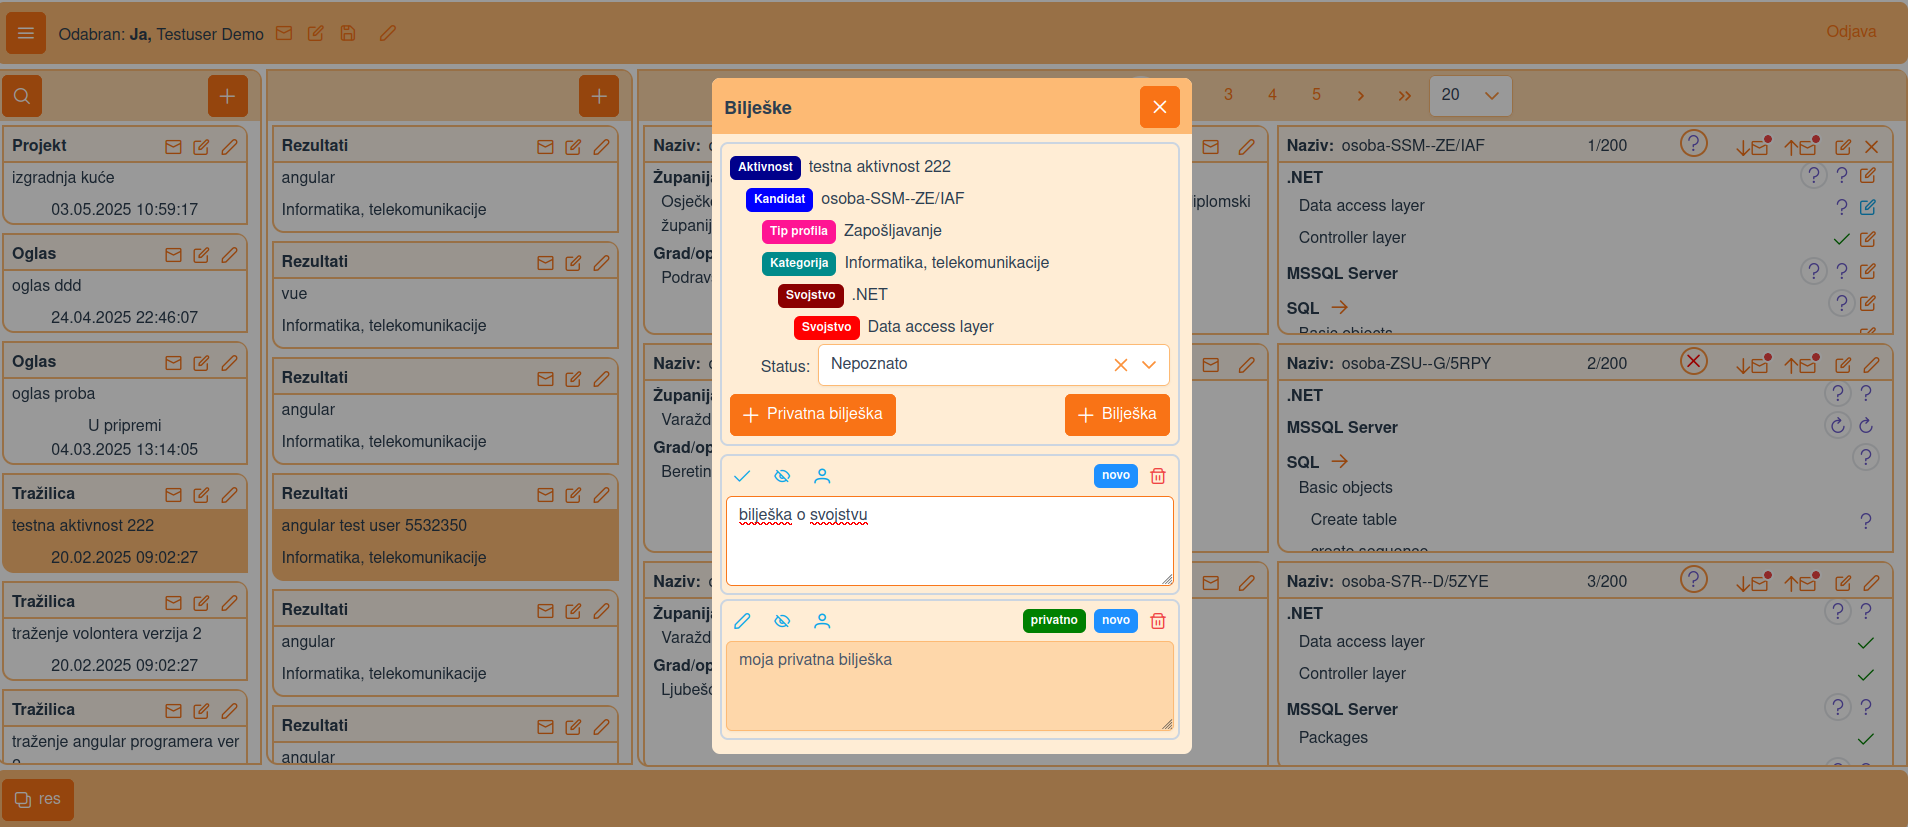 Odabran: Ja, Testuser Demo
Odjava
Projekt
izgradnja kuće
03.05.2025 10:59:17
Oglas
oglas ddd
24.04.2025 22:46:07
Oglas
oglas proba
U pripremi
04.03.2025 13:14:05
Tražilica
testna aktivnost 222
20.02.2025 09:02:27
Tražilica
traženje volontera verzija 2
20.02.2025 09:02:27
Tražilica
traženje angular programera ver
Rezultati
angular
Informatika, telekomunikacije
Rezultati
vue
Informatika, telekomunikacije
Rezultati
angular
Informatika, telekomunikacije
Rezultati
angular test user 5532350
Informatika, telekomunikacije
Rezultati
angular
Informatika, telekomunikacije
Rezultati
angular
3 4 5 20
Naziv:
Županij
Osječk
županij
iplomski
Grad/op
Podrav
Naziv:
Županij
Varažd
Grad/op
Beretin
Naziv:
Županij
Varažd
Grad/op
Ljubešć
Bilješke
Aktivnost testna aktivnost 222
Kandidat osoba-SSM--ZE/IAF
Tip profila Zapošljavanje
Kategorija Informatika, telekomunikacije
Svojstvo .NET
Svojstvo Data access layer
Status: Nepoznato
Privatna bilješka
Bilješka
novo
bilješka o svojstvu
privatno novo
moja privatna bilješka
Naziv: osoba-SSM--ZE/IAF 1/200
.NET
Data access layer
Controller layer
MSSQL Server
SQL
Basic objects
Naziv: osoba-ZSU--G/5RPY 2/200
.NET
MSSQL Server
SQL
Basic objects
Create table
create sequence
Naziv: osoba-S7R--D/5ZYE 3/200
.NET
Data access layer
Controller layer
MSSQL Server
Packages
res